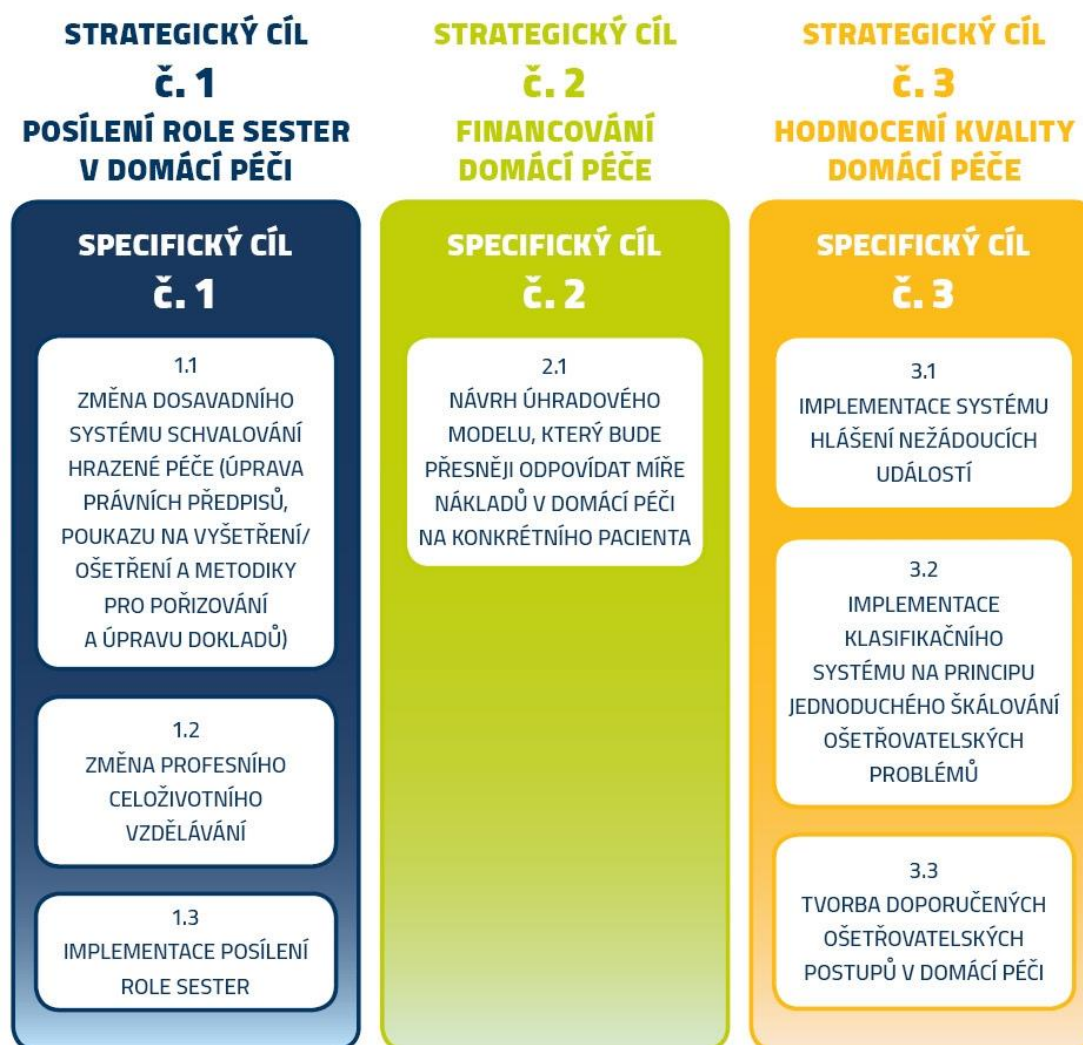 STRATEGICKÝ CÍL
č. 1
POSÍLENÍ ROLE SESTER
V DOMÁCÍ PÉČI
SPECIFICKÝ CÍL
č. 1
1.1
ZMĚNA DOSAVADNÍHO
SYSTÉMU SCHVALOVÁNÍ
HRAZENÉ PÉČE (ÚPRAVA
PRÁVNÍCH PŘEDPISŮ,
POUKAZU NA VYŠETŘENÍ/
OŠETŘENÍ A METODIKY
PRO POŘIZOVÁNÍ
A ÚPRAVU DOKLADŮ)
1.2
ZMĚNA PROFESNÍHO
CELOŽIVOTNÍHO
VZDĚLÁVÁNÍ
1.3
IMPLEMENTACE POSÍLENÍ
ROLE SESTER
STRATEGICKÝ CÍL
č. 2
FINANCOVÁNÍ
DOMÁCÍ PÉČE
SPECIFICKÝ CÍL
č. 2
2.1
NÁVRH ÚHRADOVÉHO
MODELU, KTERÝ BUDE
PŘESNĚJI ODPOVÍDAT MÍŘE
NÁKLADŮ V DOMÁCÍ PÉČI
NA KONKRÉTNÍHO PACIENTA
STRATEGICKÝ CÍL
č. 3
HODNOCENÍ KVALITY
DOMÁCÍ PÉČE
SPECIFICKÝ CÍL
č. 3
3.1
IMPLEMENTACE SYSTÉMU
HLÁŠENÍ NEŽÁDOUCÍCH
UDÁLOSTÍ
3.2
IMPLEMENTACE
KLASIFIKAČNÍHO
SYSTÉMU NA PRINCIPU
JEDNODUCHÉHO ŠKÁLOVÁNÍ
OŠETŘOVATELSKÝCH
PROBLÉMŮ
3.3
TVORBA DOPORUČENÝCH
OŠETŘOVATELSKÝCH
POSTUPŮ V DOMÁCÍ PÉČI